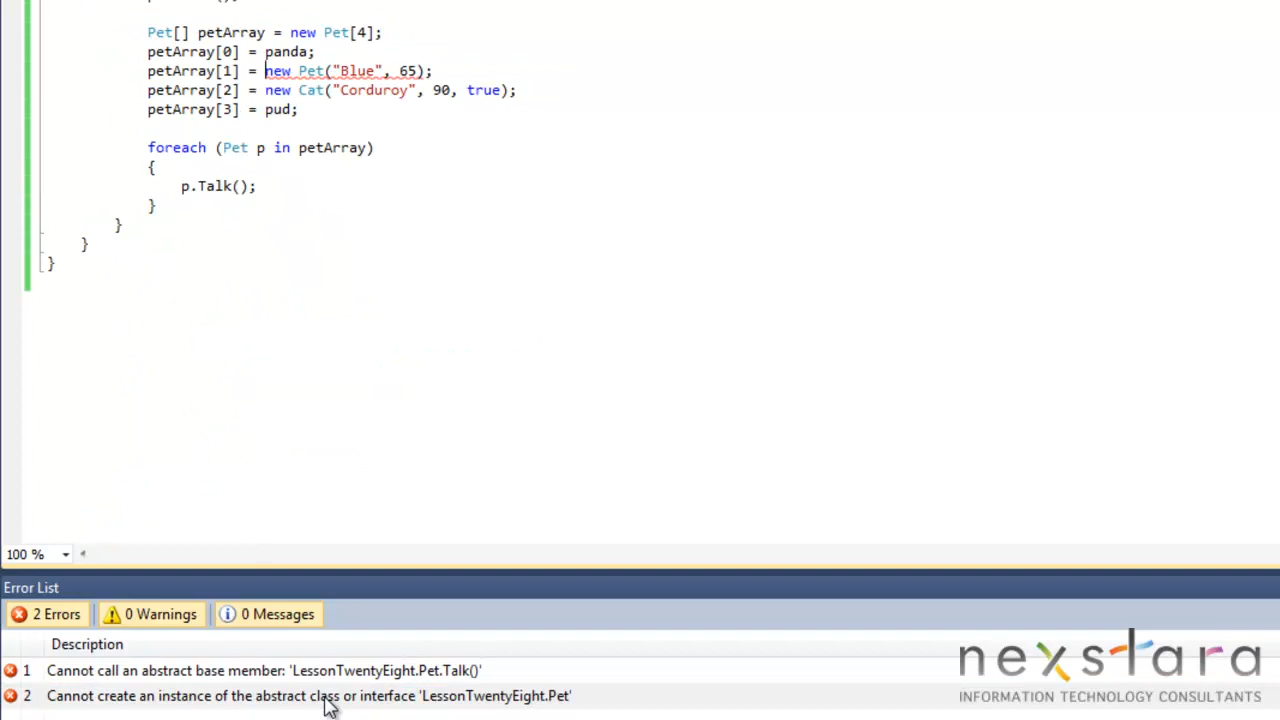 Pet[] petArray = new Pet[4];
petArray[0] = panda;
petArray[1] = new Pet("Blue", 65);
petArray[2] = new Cat("Corduroy", 90, true);
petArray[3] = pud;
foreach (Pet p in petArray)
{
p.Talk();
}
}
}
}
100 %
Error List
2 Errors
0 Warnings
0 Messages
Description
1 Cannot call an abstract base member: 'LessonTwentyEight.Pet.Talk()'
2 Cannot create an instance of the abstract class or interface 'LessonTwentyEight.Pet'
nexstara
INFORMATION TECHNOLOGY CONSULTANTS